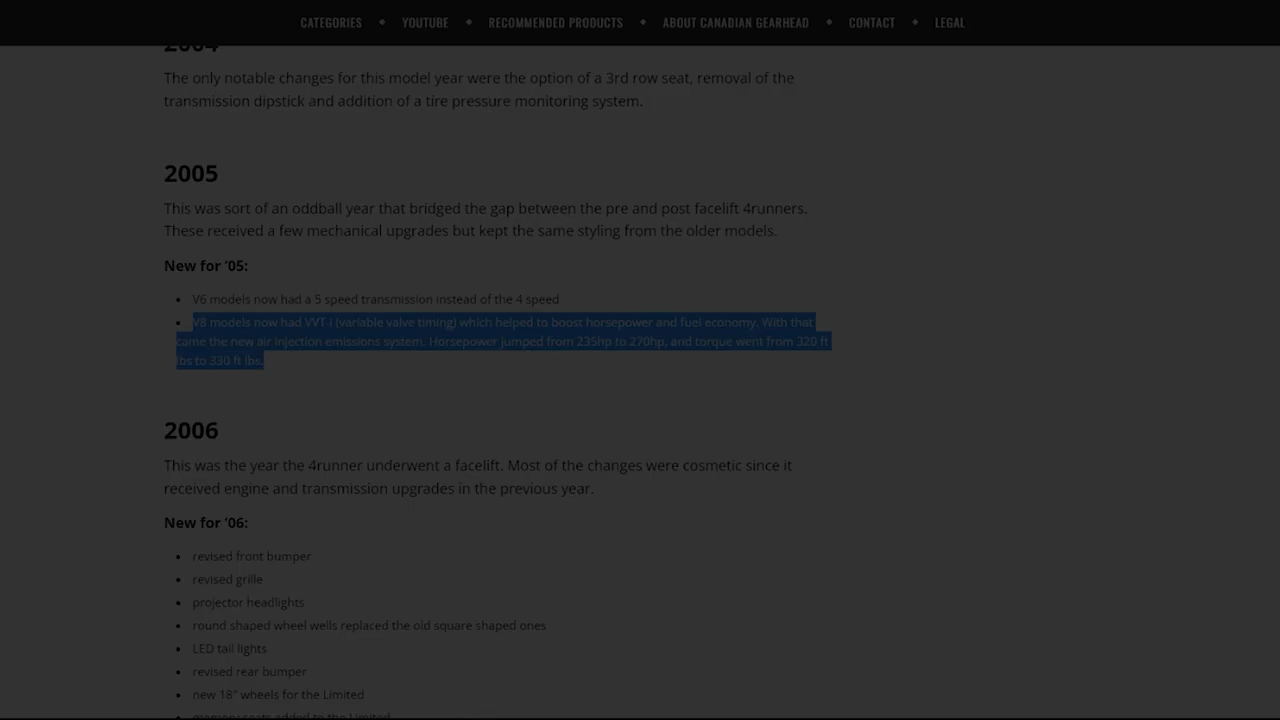 CATEGORIES YOUTUBE RECOMMENDED PRODUCTS ABOUT CANADIAN GEARHEAD CONTACT LEGAL
2004
The only notable changes for this model year were the option of a 3rd row seat, removal of the
transmission dipstick and addition of a tire pressure monitoring system.
2005
This was sort of an oddball year that bridged the gap between the pre and post facelift 4runners.
These received a few mechanical upgrades but kept the same styling from the older models.
New for ’05:
• V6 models now had a 5 speed transmission instead of the 4 speed
• V8 models now had VVT-i (variable valve timing) which helped to boost horsepower and fuel economy. With that
came the new air injection emissions system. Horsepower jumped from 235hp to 270hp, and torque went from 320 ft
lbs to 330 ft lbs.
2006
This was the year the 4runner underwent a facelift. Most of the changes were cosmetic since it
received engine and transmission upgrades in the previous year.
New for ’06:
• revised front bumper
• revised grille
• projector headlights
• round shaped wheel wells replaced the old square shaped ones
• LED tail lights
• revised rear bumper
• new 18" wheels for the Limited
• memory seats added to the Limited